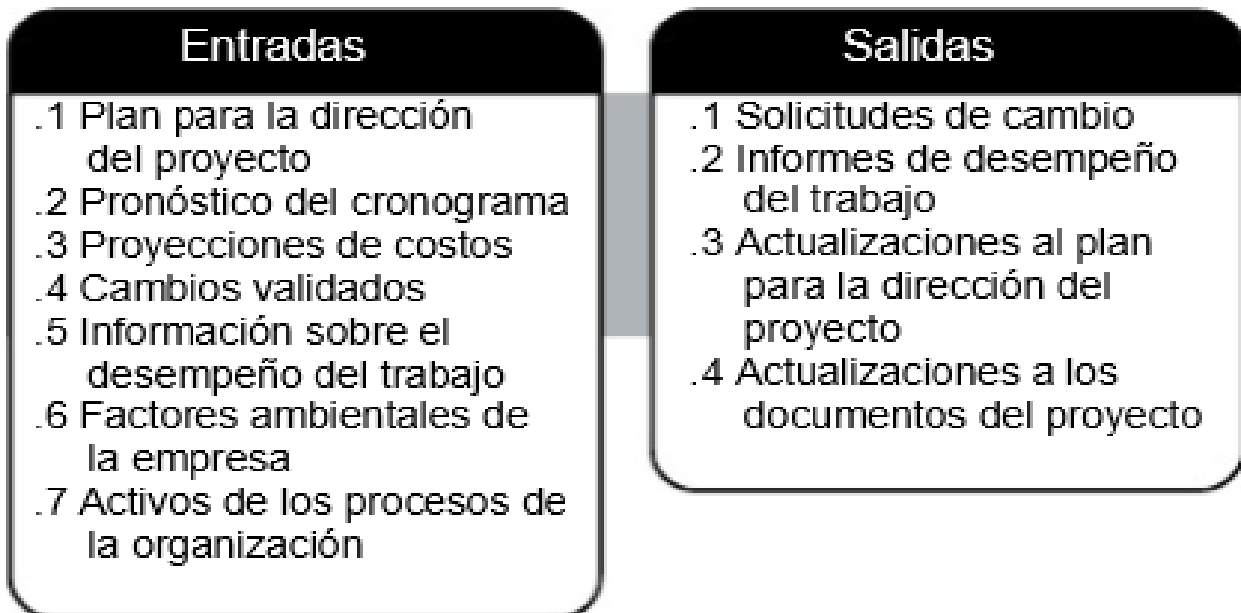 Entradas
.1 Plan para la dirección
del proyecto
.2 Pronóstico del cronograma
.3 Proyecciones de costos
.4 Cambios validados
.5 Información sobre el
desempeño del trabajo
.6 Factores ambientales de
la empresa
.7 Activos de los procesos de
la organización
Salidas
.1 Solicitudes de cambio
.2 Informes de desempeño
del trabajo
.3 Actualizaciones al plan
para la dirección del
proyecto
.4 Actualizaciones a los
documentos del proyecto